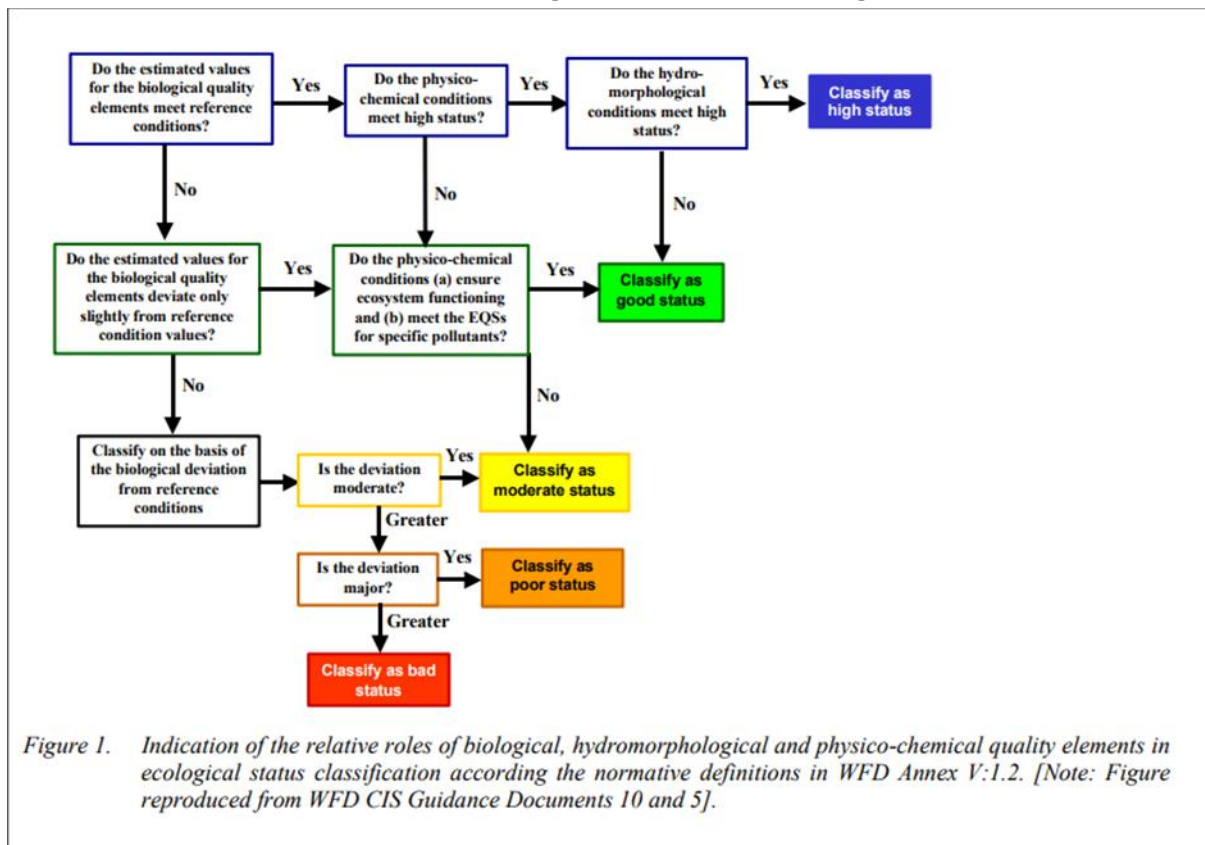 Do the estimated values
for the biological quality
elements meet reference
conditions?
Yes
Do the physico-
chemical conditions
meet high status?
Yes
Do the hydro-
morphological
conditions meet high
status?
Yes
Classify as
high status
No
No
No
Do the estimated values for
the biological quality
elements deviate only
slightly from reference
condition values?
Yes
Do the physico-chemical
conditions (a) ensure
ecosystem functioning
and (b) meet the EQSs
for specific pollutants?
Yes
Classify as
good status
No
No
Classify on the basis of
the biological deviation
from reference
conditions
Is the deviation
moderate?
Yes
Classify as
moderate status
Greater
Is the deviation
major?
Yes
Classify as
poor status
Greater
Classify as bad
status
Figure 1. Indication of the relative roles of biological, hydromorphological and physico-chemical quality elements in
ecological status classification according the normative definitions in WFD Annex V:1.2. [Note: Figure
reproduced from WFD CIS Guidance Documents 10 and 5].